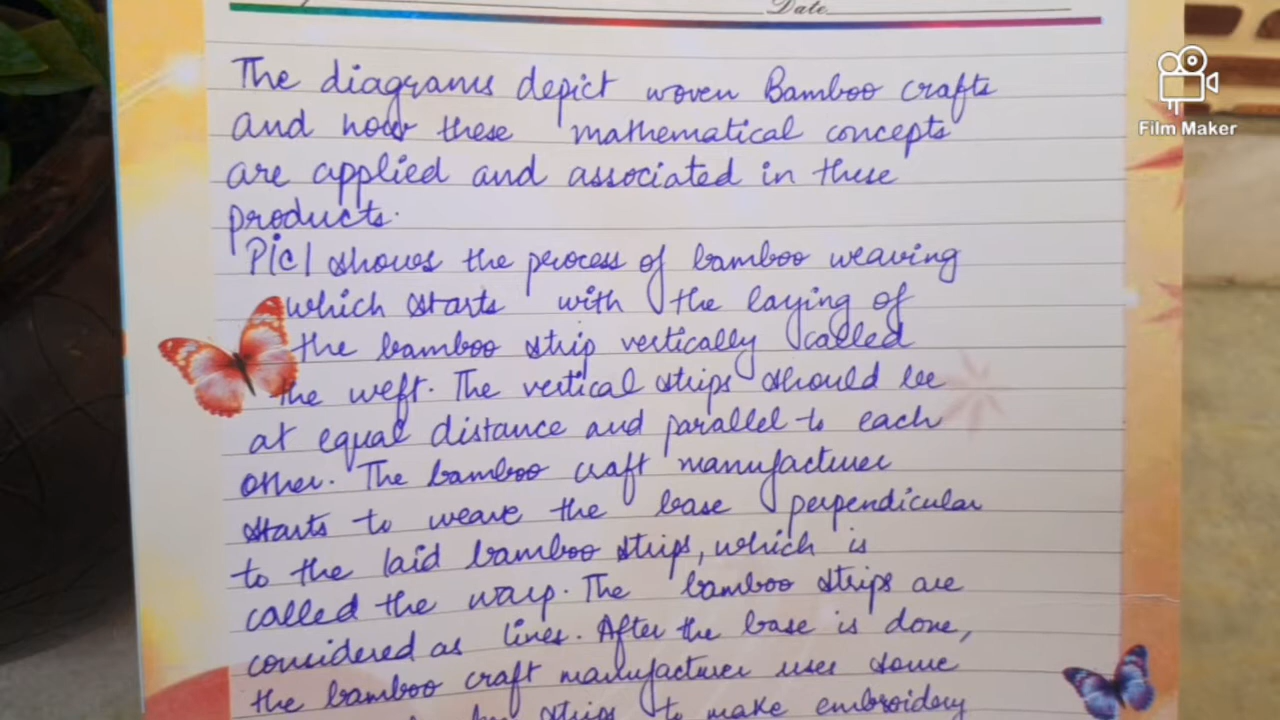 Date
The diagrams depict woven Bamboo crafts
and how these mathematical concepts
are applied and associated in these
products.
Pic 1 shows the process of bamboo weaving
which starts with the laying of
the bamboo strip vertically called
the weft. The vertical strips should be
at equal distance and parallel to each
other. The bamboo craft manufacturer
starts to weave the base perpendicular
to the laid bamboo strips, which is
called the warp. The bamboo strips are
considered as lines. After the base is done,
the bamboo craft manufacturer uses some
strips to make embroidery
Film Maker